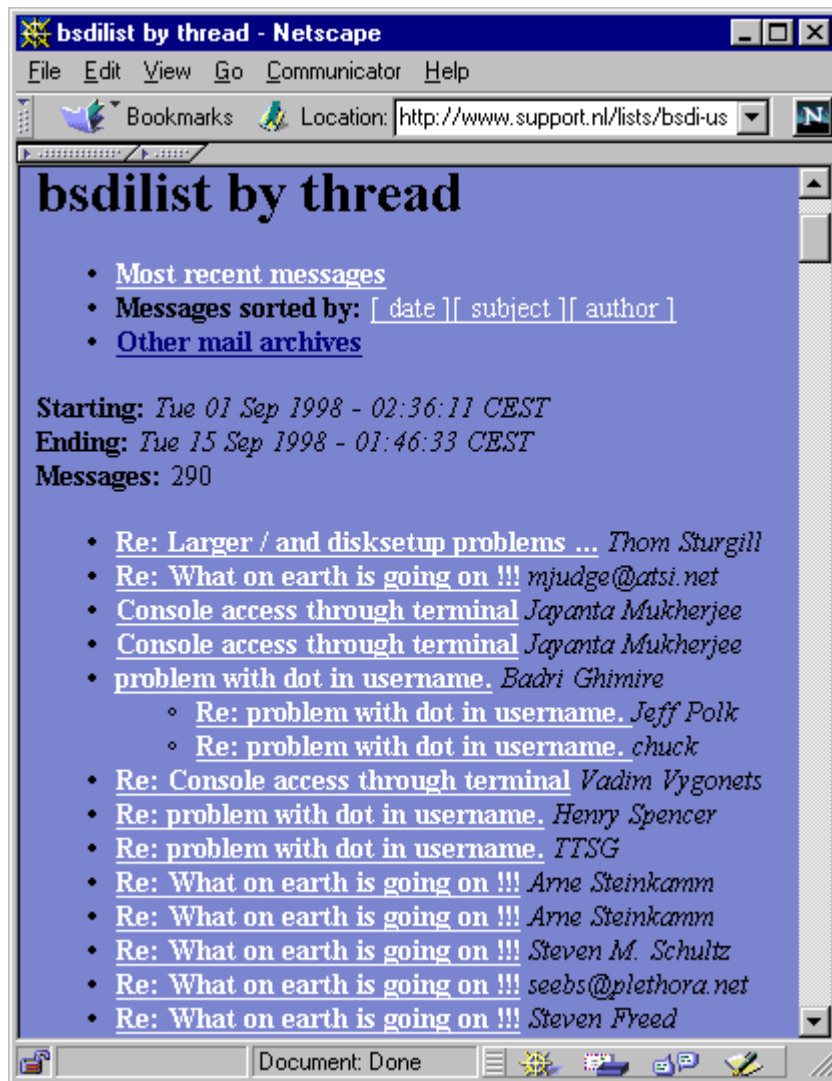 bsdilist by thread - Netscape
File Edit View Go Communicator Help
Bookmarks Location: http://www.support.nl/lists/bsdi-us N
bsdilist by thread
• Most recent messages
• Messages sorted by: [ date ][ subject ][ author ]
• Other mail archives
Starting: Tue 01 Sep 1998 - 02:36:11 CEST
Ending: Tue 15 Sep 1998 - 01:46:33 CEST
Messages: 290
• Re: Larger / and disksetup problems ... Thom Sturgill
• Re: What on earth is going on !!! mjudge@atsi.net
• Console access through terminal Jayanta Mukherjee
• Console access through terminal Jayanta Mukherjee
• problem with dot in username. Badri Ghimire
◦ Re: problem with dot in username. Jeff Polk
◦ Re: problem with dot in username. chuck
• Re: Console access through terminal Vadim Vygonets
• Re: problem with dot in username. Henry Spencer
• Re: problem with dot in username. TTSG
• Re: What on earth is going on !!! Arne Steinkamm
• Re: What on earth is going on !!! Arne Steinkamm
• Re: What on earth is going on !!! Steven M. Schultz
• Re: What on earth is going on !!! seebs@plethora.net
• Re: What on earth is going on !!! Steven Freed
Document: Done